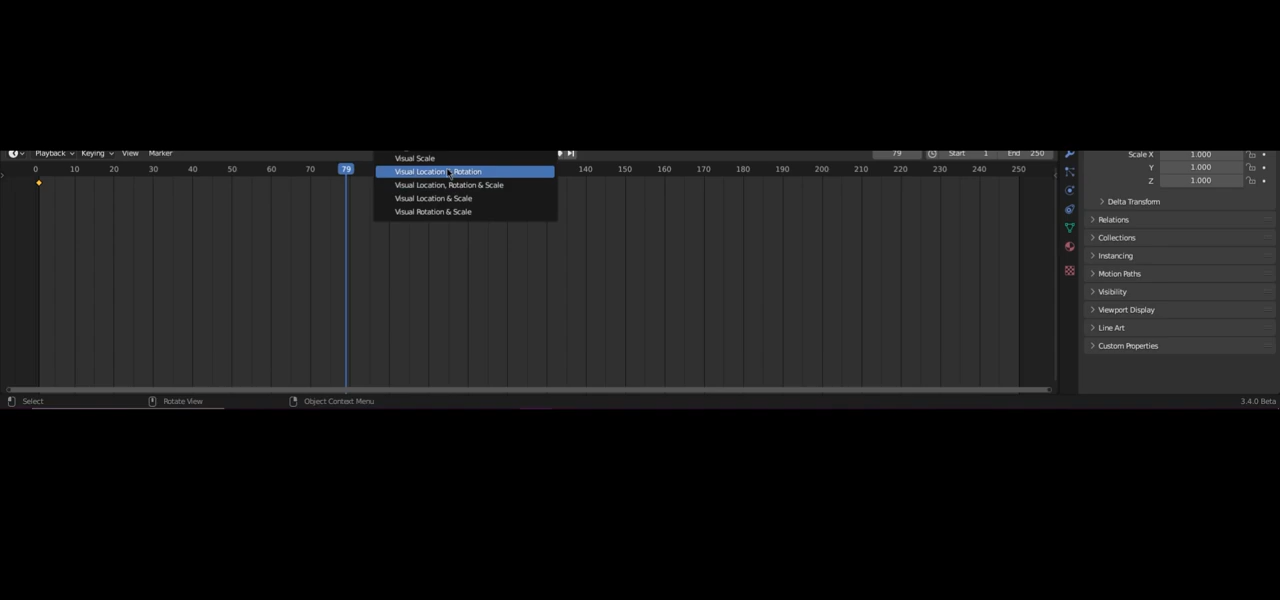 Playback Keying View Marker
79 Start 1 End 250
Visual Scale
Visual Location & Rotation
Visual Location, Rotation & Scale
Visual Location & Scale
Visual Rotation & Scale
0 10 20 30 40 50 60 70 79 140 150 160 170 180 190 200 210 220 230 240 250
Scale X 1.000
Y 1.000
Z 1.000
Delta Transform
Relations
Collections
Instancing
Motion Paths
Visibility
Viewport Display
Line Art
Custom Properties
Select Rotate View Object Context Menu 3.4.0 Beta